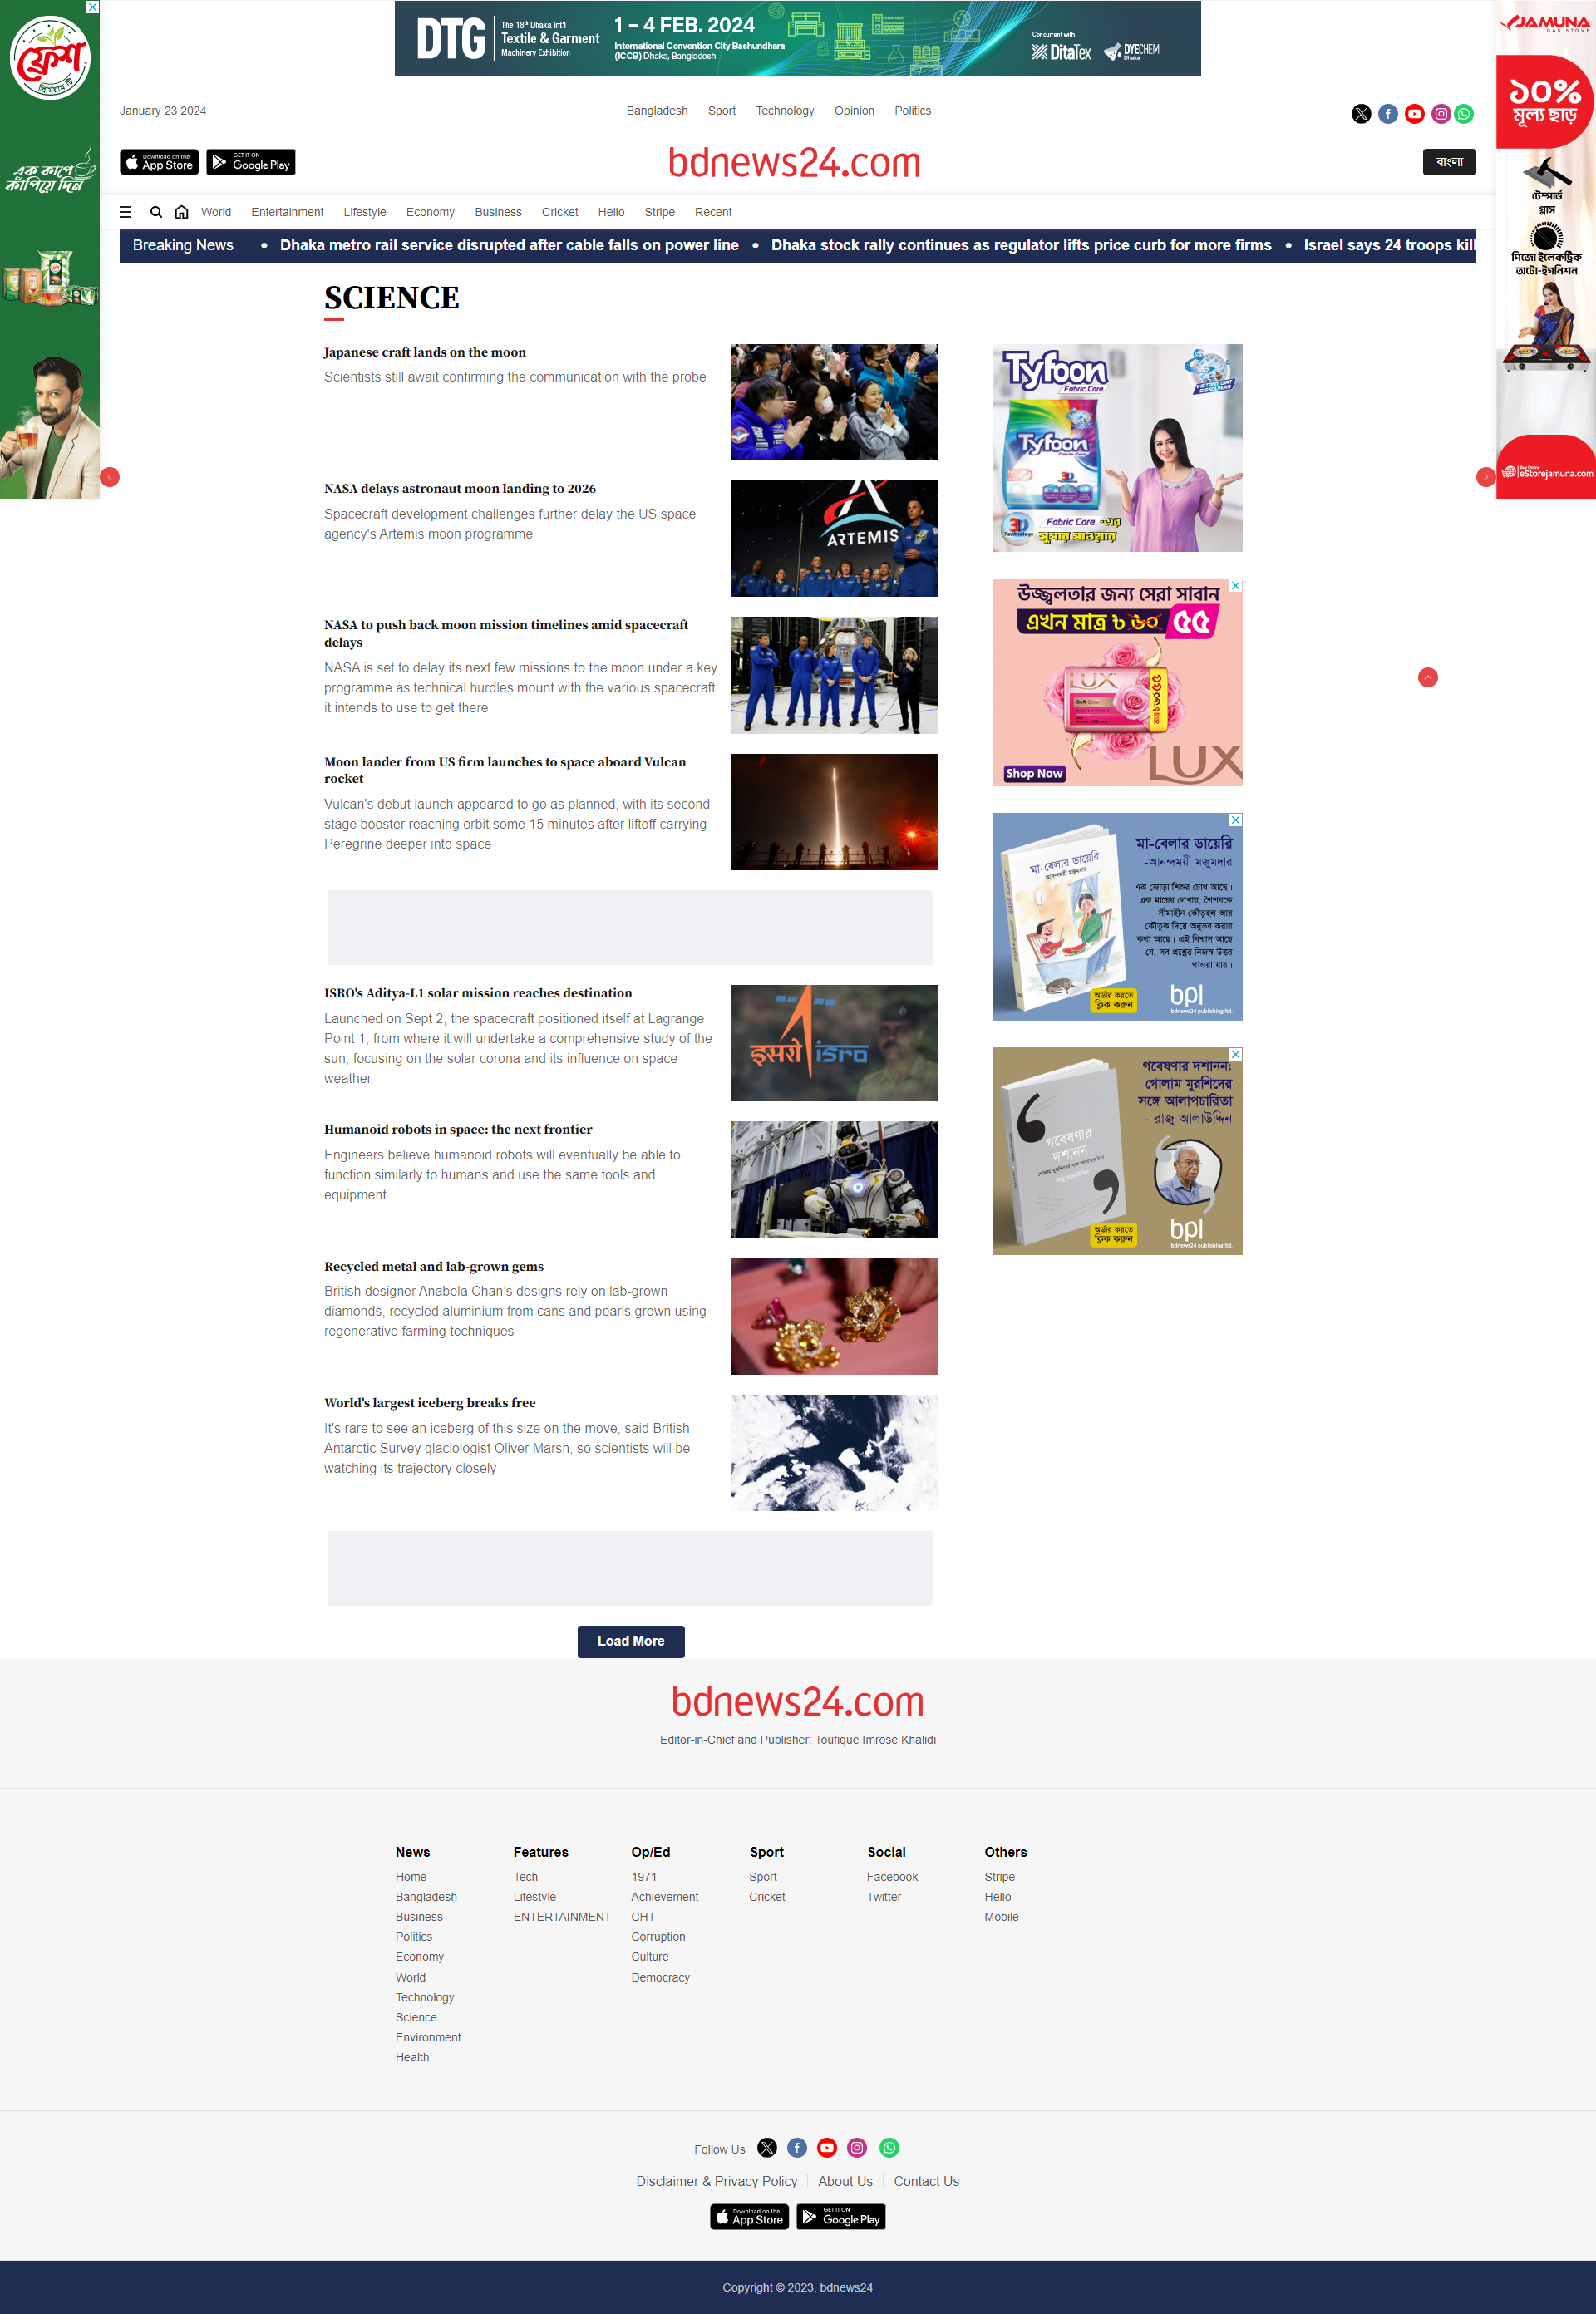 ফ্রেশ
প্রিমিয়াম টি
এক কাপে
কাঁপিয়ে দিন
DTG
The 18th Dhaka Int'l
Textile & Garment
Machinery Exhibition
1 – 4 FEB. 2024
International Convention City Bashundhara
(ICCB) Dhaka, Bangladesh
Concurrent with:
DitaTex
DYECHEM
Dhaka
JAMUNA
GAS STOVE
১০%
মূল্য ছাড়
টেম্পার্ড
গ্লাস
পিজো ইলেকট্রিক
অটো-ইগনিশন
Buy Online
eStorejamuna.com
January 23 2024
Bangladesh Sport Technology Opinion Politics
Download on the
App Store
GET IT ON
Google Play
bdnews24.com
বাংলা
World Entertainment Lifestyle Economy Business Cricket Hello Stripe Recent
Breaking News • Dhaka metro rail service disrupted after cable falls on power line • Dhaka stock rally continues as regulator lifts price curb for more firms • Israel says 24 troops kill
SCIENCE
Japanese craft lands on the moon
Scientists still await confirming the communication with the probe
NASA delays astronaut moon landing to 2026
Spacecraft development challenges further delay the US space
agency's Artemis moon programme
ARTEMIS
NASA to push back moon mission timelines amid spacecraft
delays
NASA is set to delay its next few missions to the moon under a key
programme as technical hurdles mount with the various spacecraft
it intends to use to get there
Moon lander from US firm launches to space aboard Vulcan
rocket
Vulcan's debut launch appeared to go as planned, with its second
stage booster reaching orbit some 15 minutes after liftoff carrying
Peregrine deeper into space
ISRO's Aditya-L1 solar mission reaches destination
Launched on Sept 2, the spacecraft positioned itself at Lagrange
Point 1, from where it will undertake a comprehensive study of the
sun, focusing on the solar corona and its influence on space
weather
इसरो isro
Humanoid robots in space: the next frontier
Engineers believe humanoid robots will eventually be able to
function similarly to humans and use the same tools and
equipment
Recycled metal and lab-grown gems
British designer Anabela Chan's designs rely on lab-grown
diamonds, recycled aluminium from cans and pearls grown using
regenerative farming techniques
World's largest iceberg breaks free
It's rare to see an iceberg of this size on the move, said British
Antarctic Survey glaciologist Oliver Marsh, so scientists will be
watching its trajectory closely
Load More
Tyfoon
Fabric Care
INSTANT DIRT
DISSOLVERS
Tyfoon
3D
3D
Technology
Fabric Care -এর
সুপার পাওয়ার
উজ্জ্বলতার জন্য সেরা সাবান
এখন মাত্র ৳ ৬০ ৫৫
LUX
Soft Glow
LUX
Shop Now
মা-বেলার ডায়েরি
আনন্দময়ী মজুমদার
মা-বেলার ডায়েরি
-আনন্দময়ী মজুমদার
এক জোড়া শিশুর চোখ আছে।
এক মায়ের লেখায়, শৈশবকে
সীমাহীন কৌতূহল আর
কৌতুক দিয়ে অনুভব করার
কথা আছে। এই বিশ্বাস আছে
যে, সব প্রশ্নের নিজস্ব উত্তর
পাওয়া যায়।
অর্ডার করতে
ক্লিক করুন
bpl
bdnews24 publishing ltd.
গবেষণার দশানন:
গোলাম মুরশিদের
সঙ্গে আলাপচারিতা
- রাজু আলাউদ্দিন
গবেষণার
দশানন
অর্ডার করতে
ক্লিক করুন
bpl
bdnews24 publishing ltd.
bdnews24.com
Editor-in-Chief and Publisher: Toufique Imrose Khalidi
News
Home
Bangladesh
Business
Politics
Economy
World
Technology
Science
Environment
Health
Features
Tech
Lifestyle
ENTERTAINMENT
Op/Ed
1971
Achievement
CHT
Corruption
Culture
Democracy
Sport
Sport
Cricket
Social
Facebook
Twitter
Others
Stripe
Hello
Mobile
Follow Us
Disclaimer & Privacy Policy About Us Contact Us
Download on the
App Store
GET IT ON
Google Play
Copyright © 2023, bdnews24